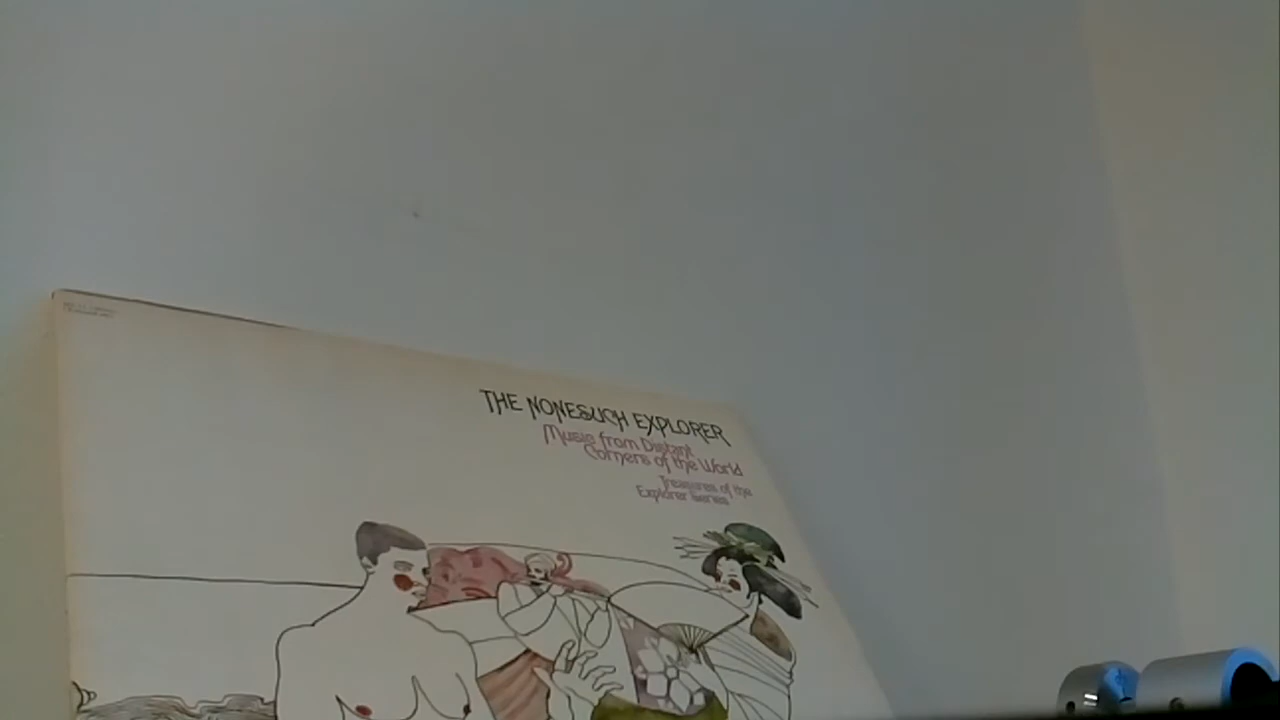 THE NONESUCH EXPLORER
Music from Distant
Corners of the World
Treasures of the
Explorer Series